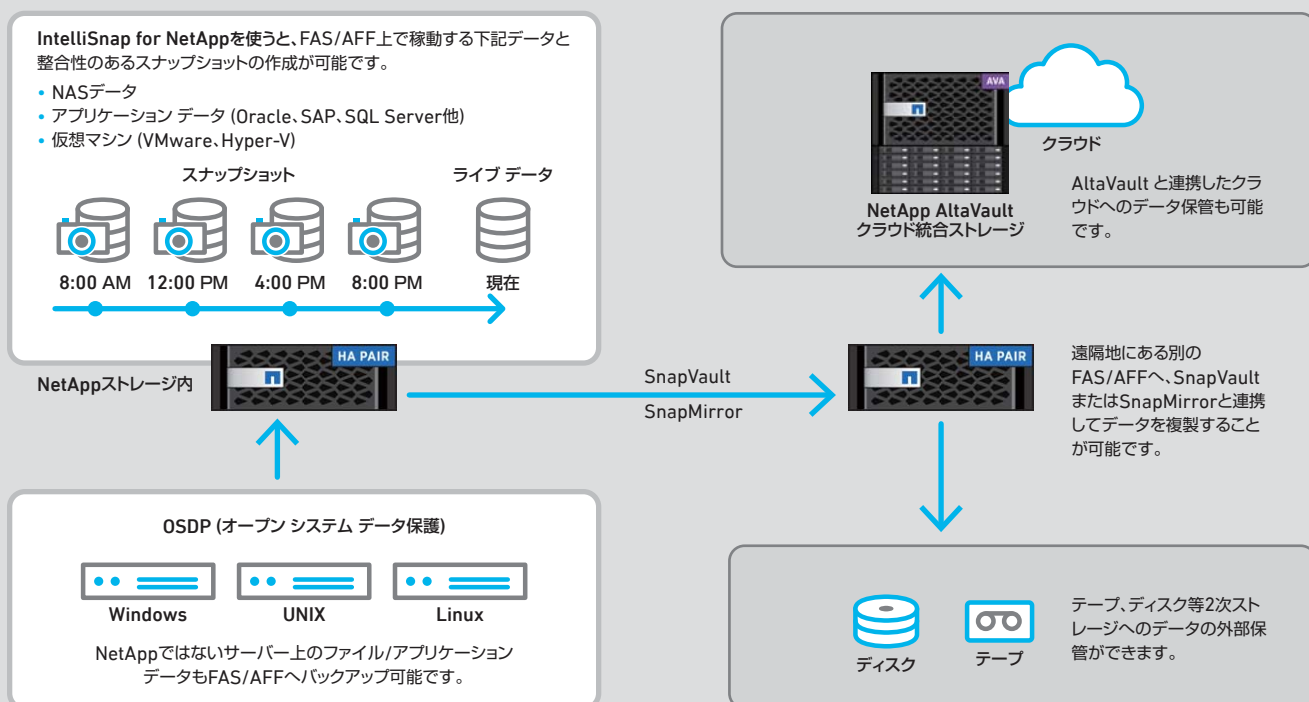 IntelliSnap for NetAppを使うと、FAS/AFF上で稼動する下記データと
整合性のあるスナップショットの作成が可能です。
• NASデータ
• アプリケーション データ (Oracle、SAP、SQL Server他)
• 仮想マシン (VMware、Hyper-V)
スナップショット
ライブ データ
8:00 AM
12:00 PM
4:00 PM
8:00 PM
現在
HA PAIR
NetAppストレージ内
SnapVault
SnapMirror
OSDP (オープン システム データ保護)
Windows
UNIX
Linux
NetAppではないサーバー上のファイル/アプリケーション
データもFAS/AFFへバックアップ可能です。
AVA
クラウド
NetApp AltaVault
クラウド統合ストレージ
AltaVault と連携したクラ
ウドへのデータ保管も可能
です。
HA PAIR
遠隔地にある別の
FAS/AFFへ、SnapVault
またはSnapMirrorと連携
してデータを複製すること
が可能です。
ディスク
テープ
テープ、ディスク等2次スト
レージへのデータの外部保
管ができます。